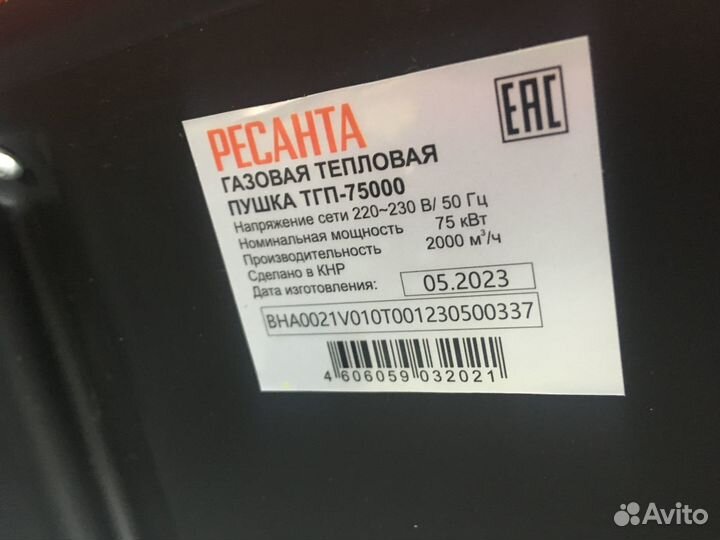 РЕСАНТА
EAC
ГАЗОВАЯ ТЕПЛОВАЯ
ПУШКА ТГП-75000
Напряжение сети 220~230 В/ 50 Гц
Номинальная мощность 75 кВт
Производительность 2000 м³/ч
Сделано в КНР
Дата изготовления: 05.2023
BHA0021V010T001230500337
4 606059 032021
Avito